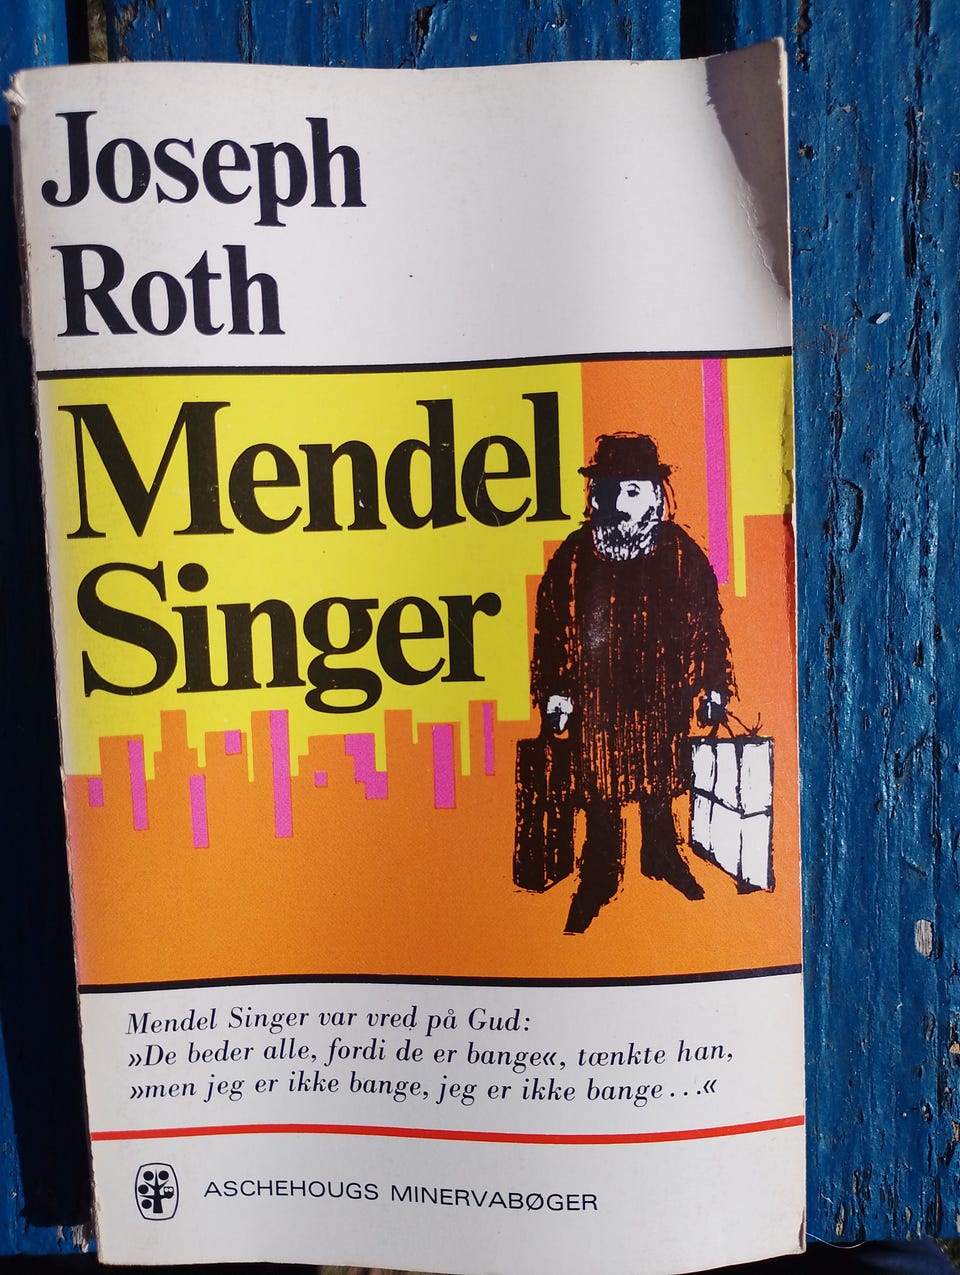 Joseph
Roth
Mendel
Singer
Mendel Singer var vred på Gud:
»De beder alle, fordi de er bange«, tænkte han,
»men jeg er ikke bange, jeg er ikke bange...«
ASCHEHOUGS MINERVABØGER